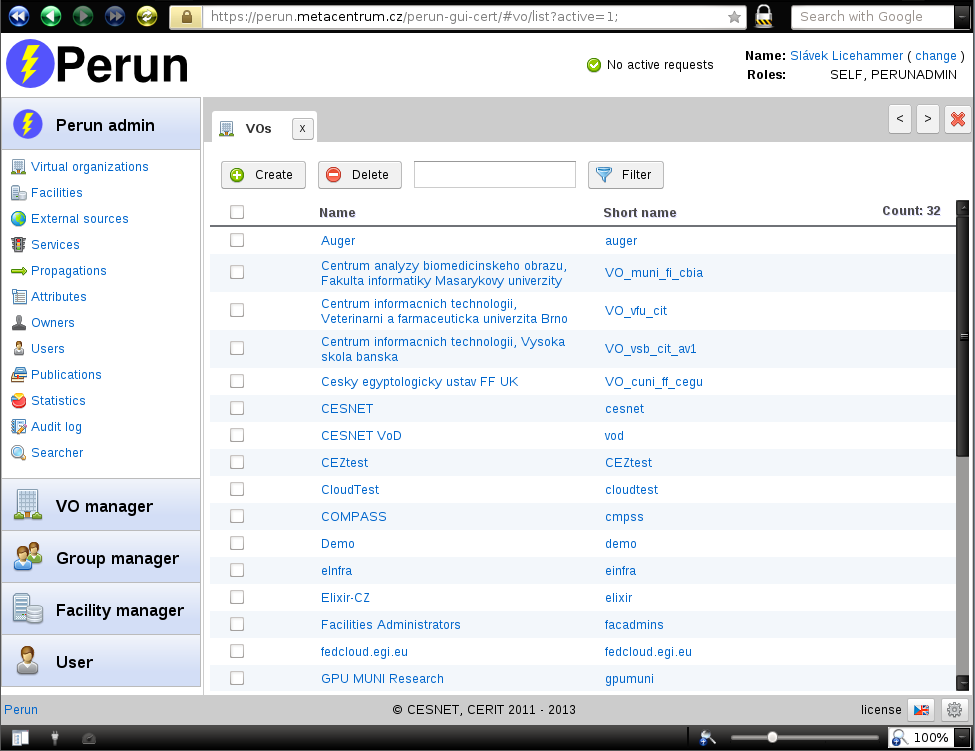 https://perun.metacentrum.cz/perun-gui-cert/#vo/list?active=1;
Search with Google
Perun
No active requests
Name: Slávek Licehammer ( change )
Roles: SELF, PERUNADMIN
Perun admin
Virtual organizations
Facilities
External sources
Services
Propagations
Attributes
Owners
Users
Publications
Statistics
Audit log
Searcher
VO manager
Group manager
Facility manager
User
VOs x
< >
Create Delete Filter
Name Short name Count: 32
Auger auger
Centrum analyzy biomedicinskeho obrazu,
Fakulta informatiky Masarykovy univerzity VO_muni_fi_cbia
Centrum informacnich technologii,
Veterinarni a farmaceuticka univerzita Brno VO_vfu_cit
Centrum informacnich technologii, Vysoka
skola banska VO_vsb_cit_av1
Cesky egyptologicky ustav FF UK VO_cuni_ff_cegu
CESNET cesnet
CESNET VoD vod
CEZtest CEZtest
CloudTest cloudtest
COMPASS cmpss
Demo demo
eInfra einfra
Elixir-CZ elixir
Facilities Administrators facadmins
fedcloud.egi.eu fedcloud.egi.eu
GPU MUNI Research gpumuni
Perun © CESNET, CERIT 2011 - 2013 license
100%